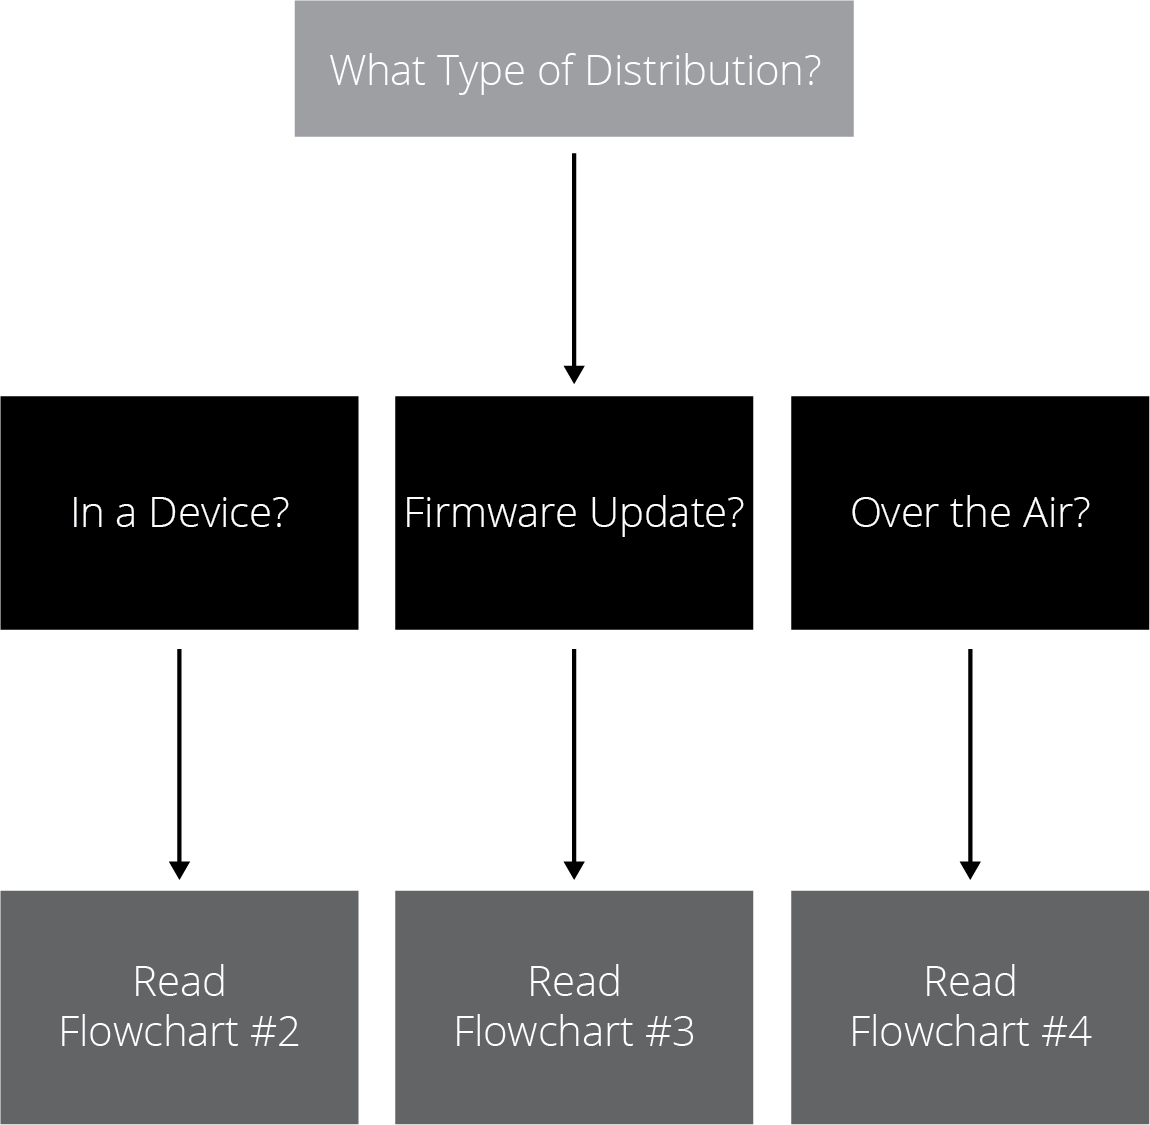 What Type of Distribution?
In a Device?
Firmware Update?
Over the Air?
Read
Flowchart #2
Read
Flowchart #3
Read
Flowchart #4